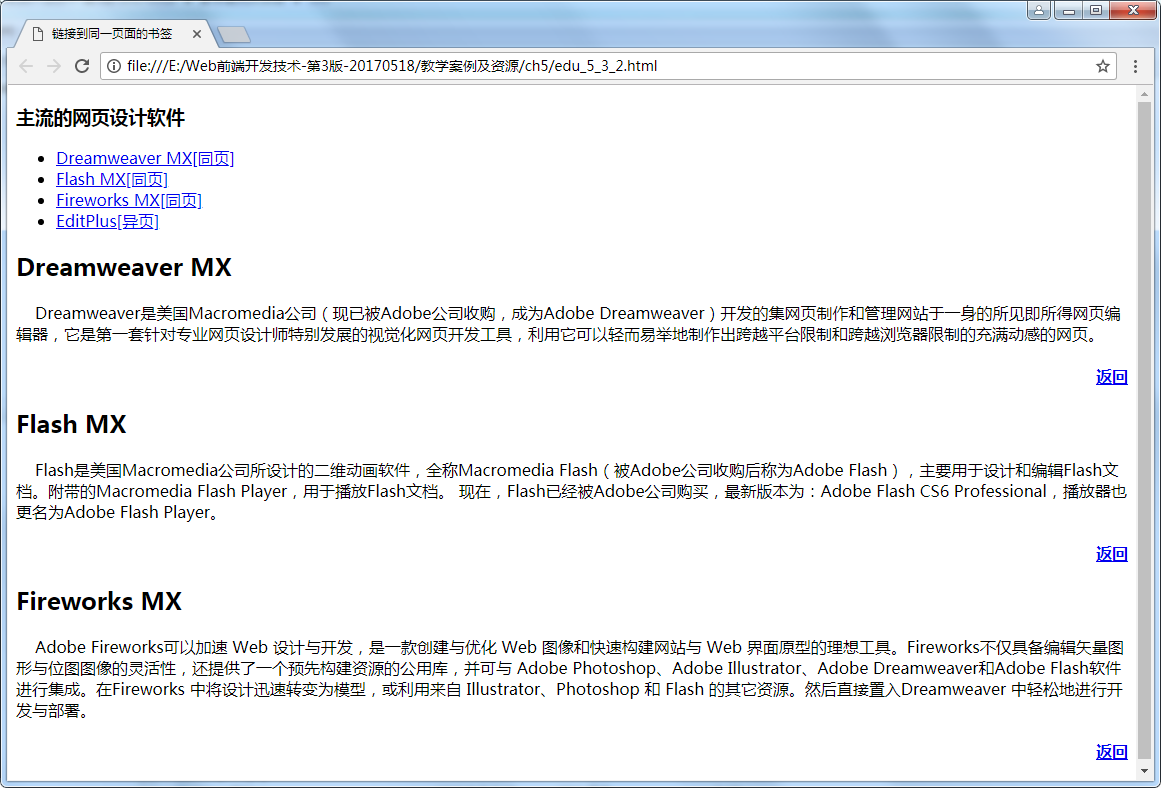 链接到同一页面的书签
file:///E:/Web前端开发技术-第3版-20170518/教学案例及资源/ch5/edu_5_3_2.html
主流的网页设计软件
Dreamweaver MX[同页]
Flash MX[同页]
Fireworks MX[同页]
EditPlus[异页]
Dreamweaver MX
Dreamweaver是美国Macromedia公司（现已被Adobe公司收购，成为Adobe Dreamweaver）开发的集网页制作和管理网站于一身的所见即所得网页编
辑器，它是第一套针对专业网页设计师特别发展的视觉化网页开发工具，利用它可以轻而易举地制作出跨越平台限制和跨越浏览器限制的充满动感的网页。
返回
Flash MX
Flash是美国Macromedia公司所设计的二维动画软件，全称Macromedia Flash（被Adobe公司收购后称为Adobe Flash），主要用于设计和编辑Flash文
档。附带的Macromedia Flash Player，用于播放Flash文档。 现在，Flash已经被Adobe公司购买，最新版本为：Adobe Flash CS6 Professional，播放器也
更名为Adobe Flash Player。
返回
Fireworks MX
Adobe Fireworks可以加速 Web 设计与开发，是一款创建与优化 Web 图像和快速构建网站与 Web 界面原型的理想工具。Fireworks不仅具备编辑矢量图
形与位图图像的灵活性，还提供了一个预先构建资源的公用库，并可与 Adobe Photoshop、Adobe Illustrator、Adobe Dreamweaver和Adobe Flash软件
进行集成。在Fireworks 中将设计迅速转变为模型，或利用来自 Illustrator、Photoshop 和 Flash 的其它资源。然后直接置入Dreamweaver 中轻松地进行开
发与部署。
返回